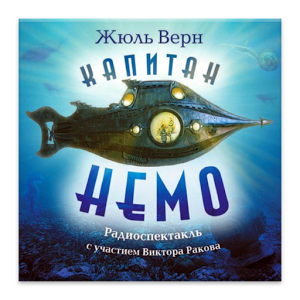 Жюль Верн
КАПИТАН
НЕМО
Радиоспектакль
с участием Виктора Ракова